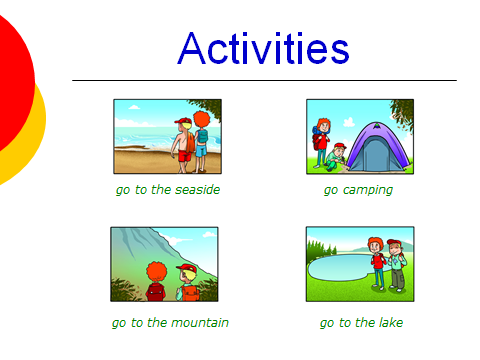 Activities
go to the seaside
go camping
go to the mountain
go to the lake